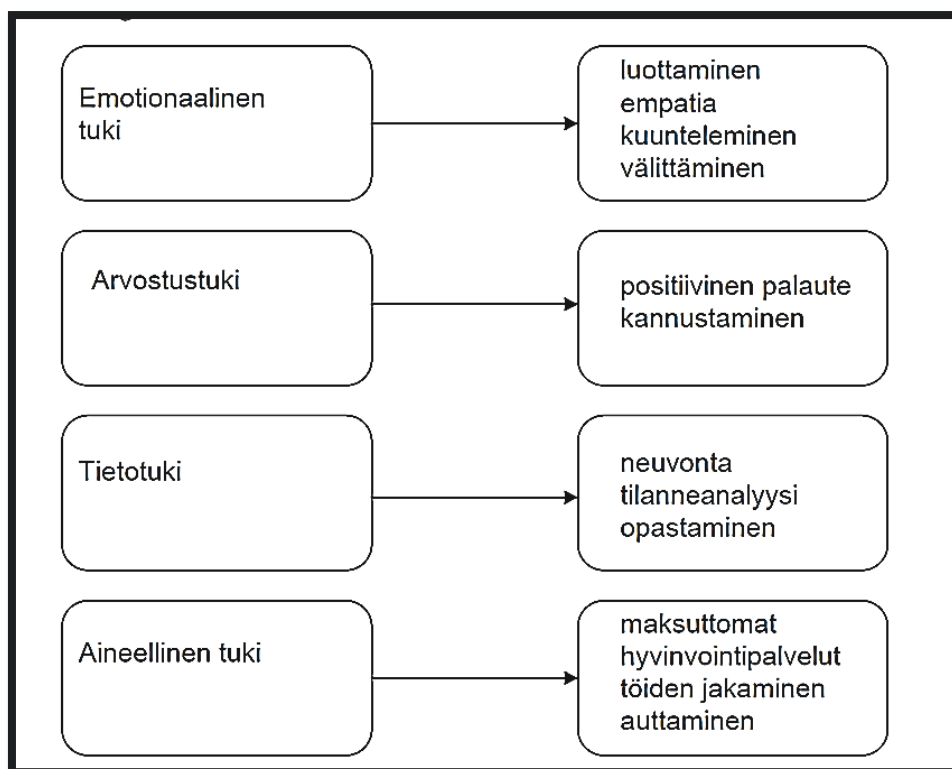 Emotionaalinen
tuki
luottaminen
empatia
kuunteleminen
välittäminen
Arvostustuki
positiivinen palaute
kannustaminen
Tietotuki
neuvonta
tilanneanalyysi
opastaminen
Aineellinen tuki
maksuttomat
hyvinvointipalvelut
töiden jakaminen
auttaminen